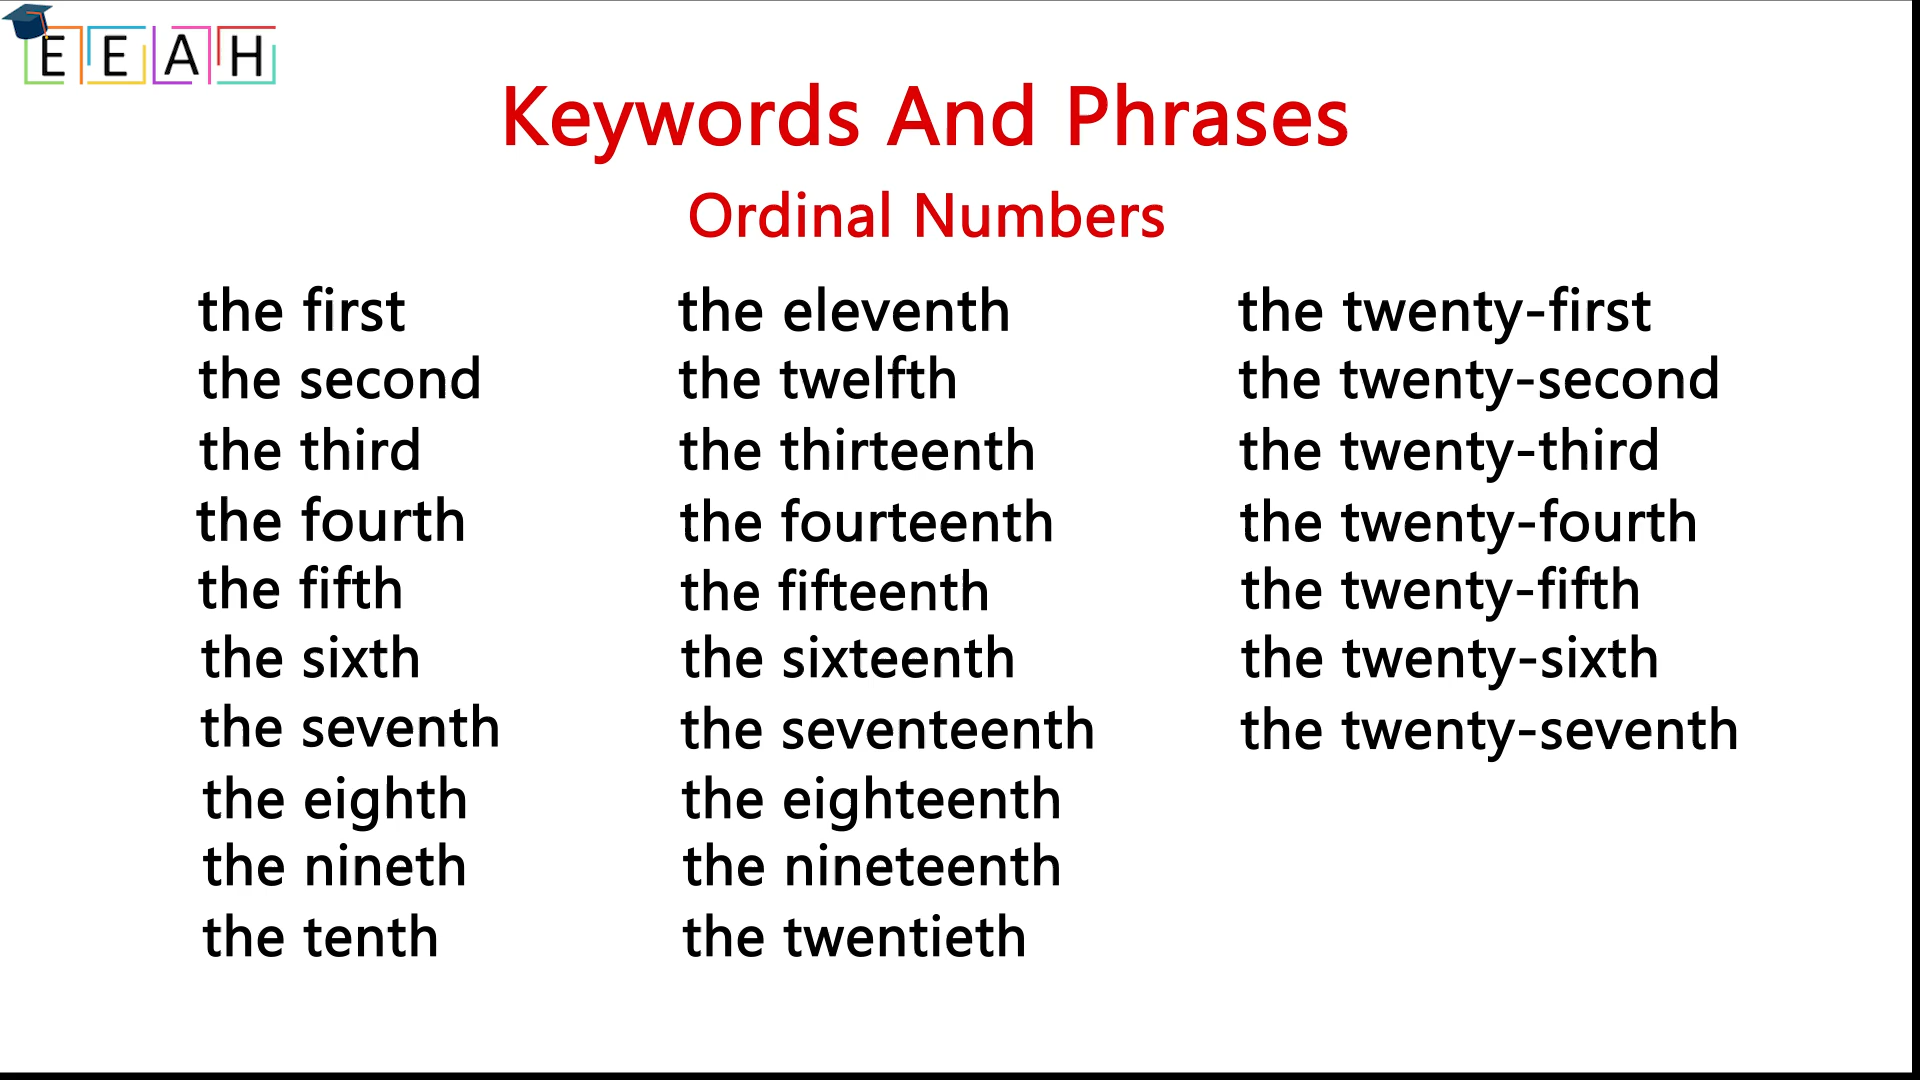 EEAH
Keywords And Phrases
Ordinal Numbers
the first
the second
the third
the fourth
the fifth
the sixth
the seventh
the eighth
the nineth
the tenth
the eleventh
the twelfth
the thirteenth
the fourteenth
the fifteenth
the sixteenth
the seventeenth
the eighteenth
the nineteenth
the twentieth
the twenty-first
the twenty-second
the twenty-third
the twenty-fourth
the twenty-fifth
the twenty-sixth
the twenty-seventh